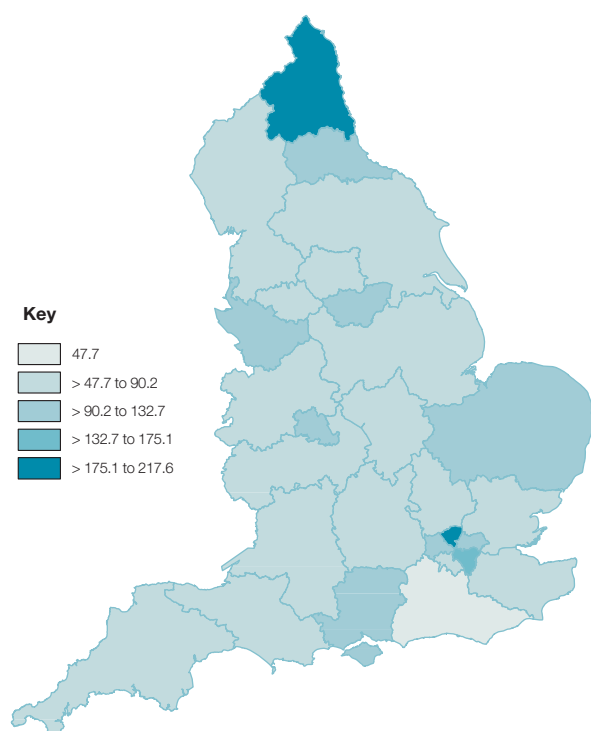 Key
47.7
> 47.7 to 90.2
> 90.2 to 132.7
> 132.7 to 175.1
> 175.1 to 217.6